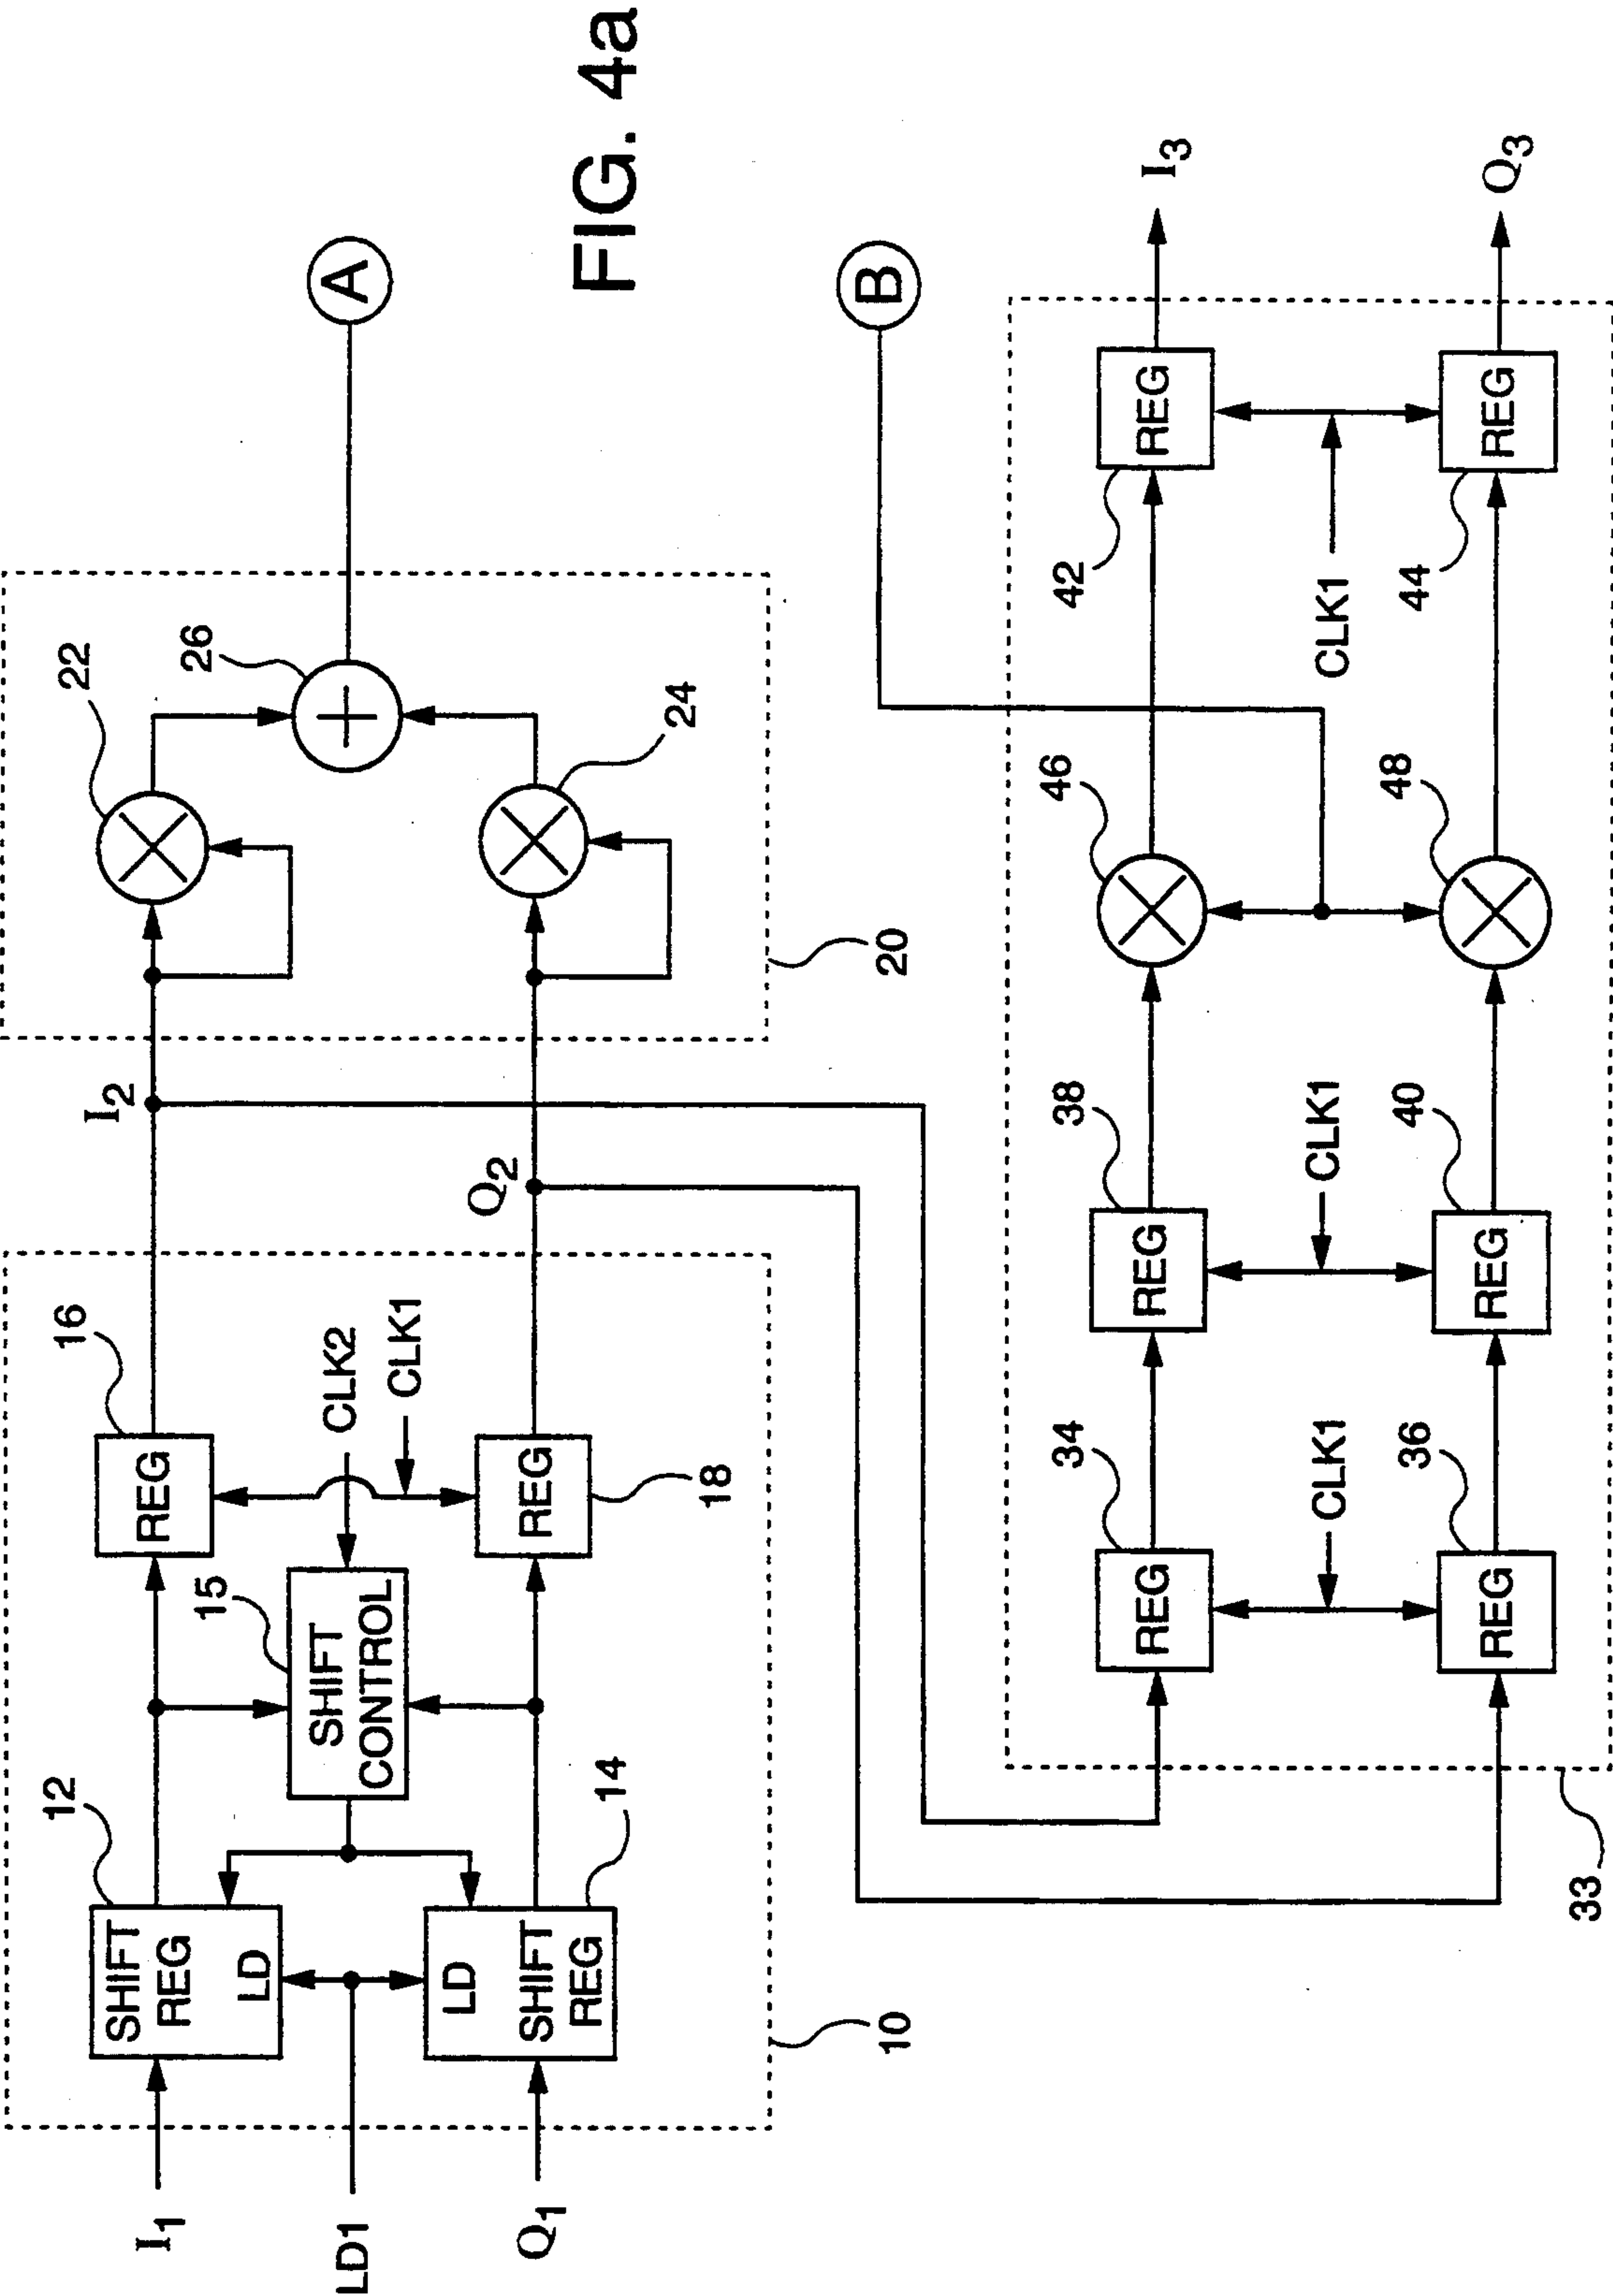 FIG. 4a
I1
LD1
Q1
12
SHIFT
REG
LD
LD
SHIFT
REG
14
15
SHIFT
CONTROL
16
REG
CLK2
CLK1
REG
18
10
I2
Q2
22
26
24
20
A
B
34
REG
CLK1
36
REG
38
REG
CLK1
40
REG
46
48
42
REG
CLK1
44
REG
I3
Q3
33